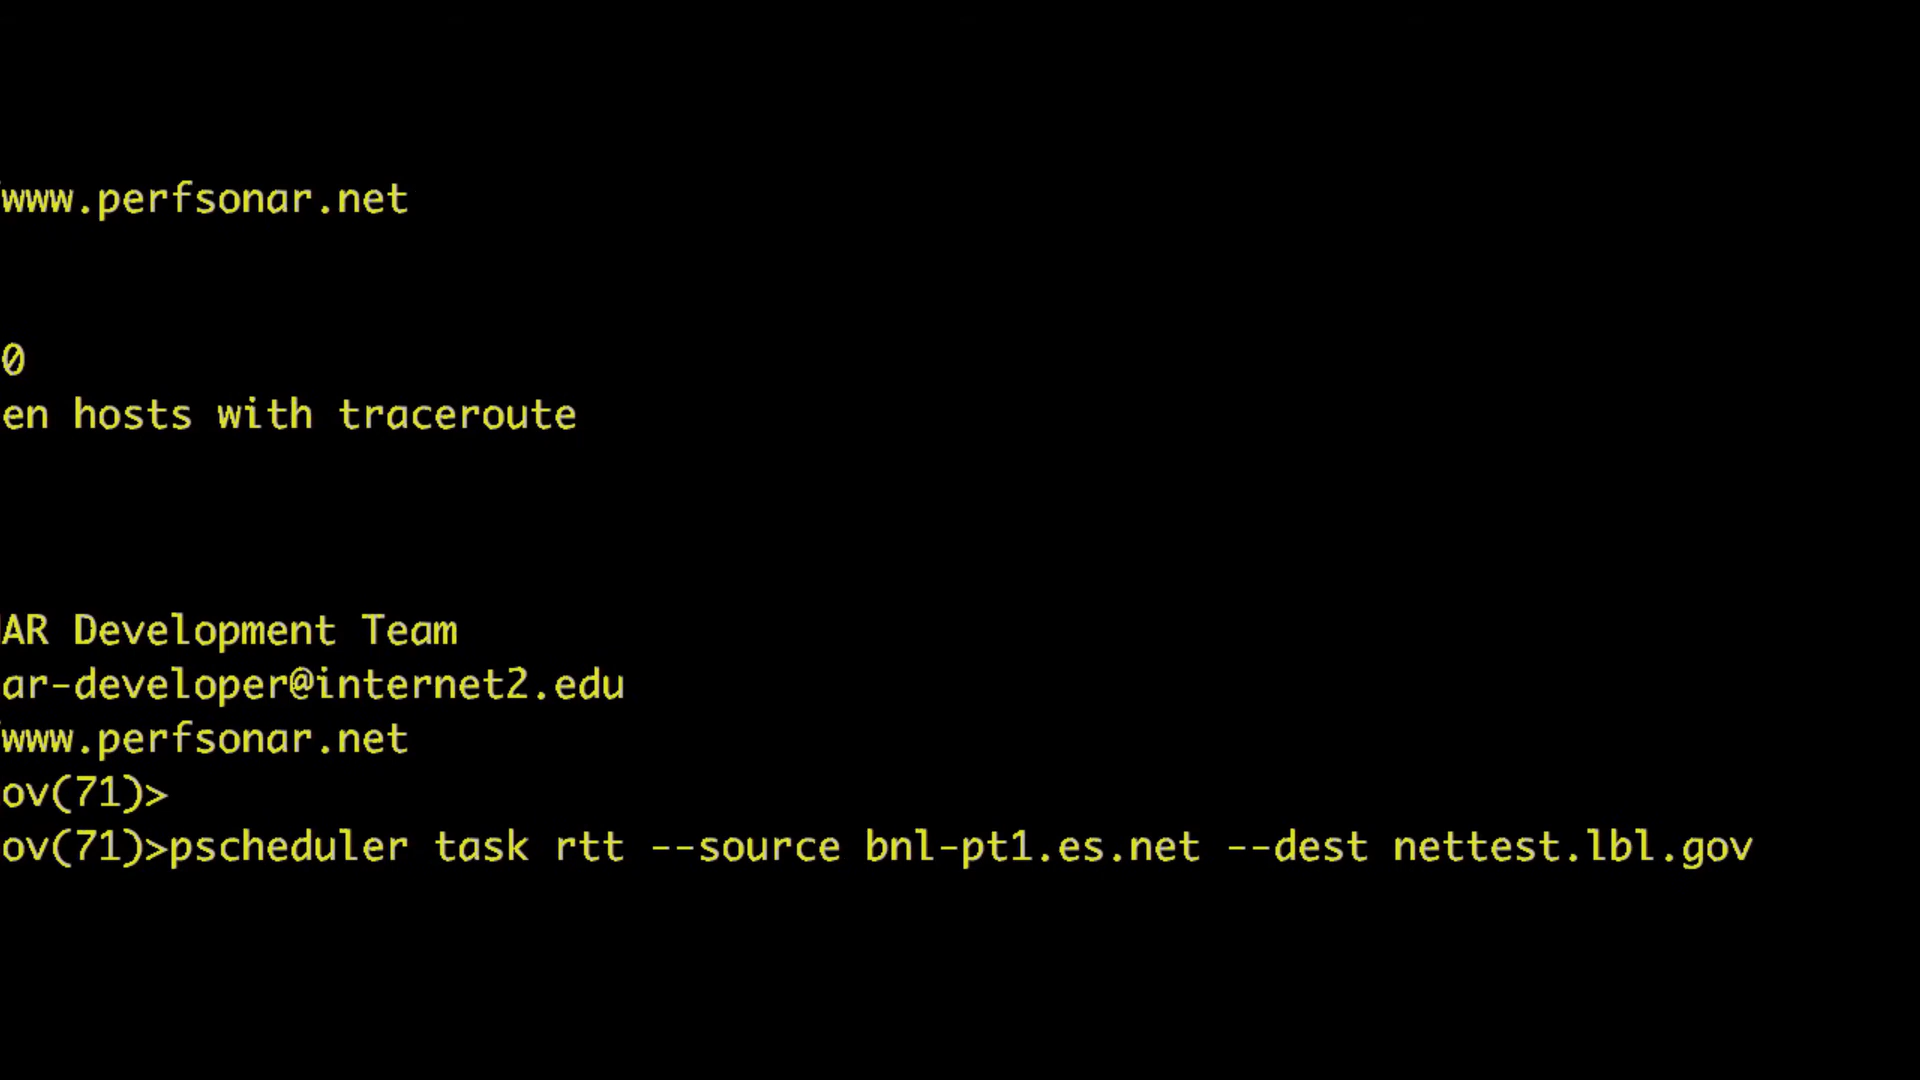 www.perfsonar.net
0
en hosts with traceroute
AR Development Team
ar-developer@internet2.edu
www.perfsonar.net
ov(71)>
ov(71)>pscheduler task rtt --source bnl-pt1.es.net --dest nettest.lbl.gov